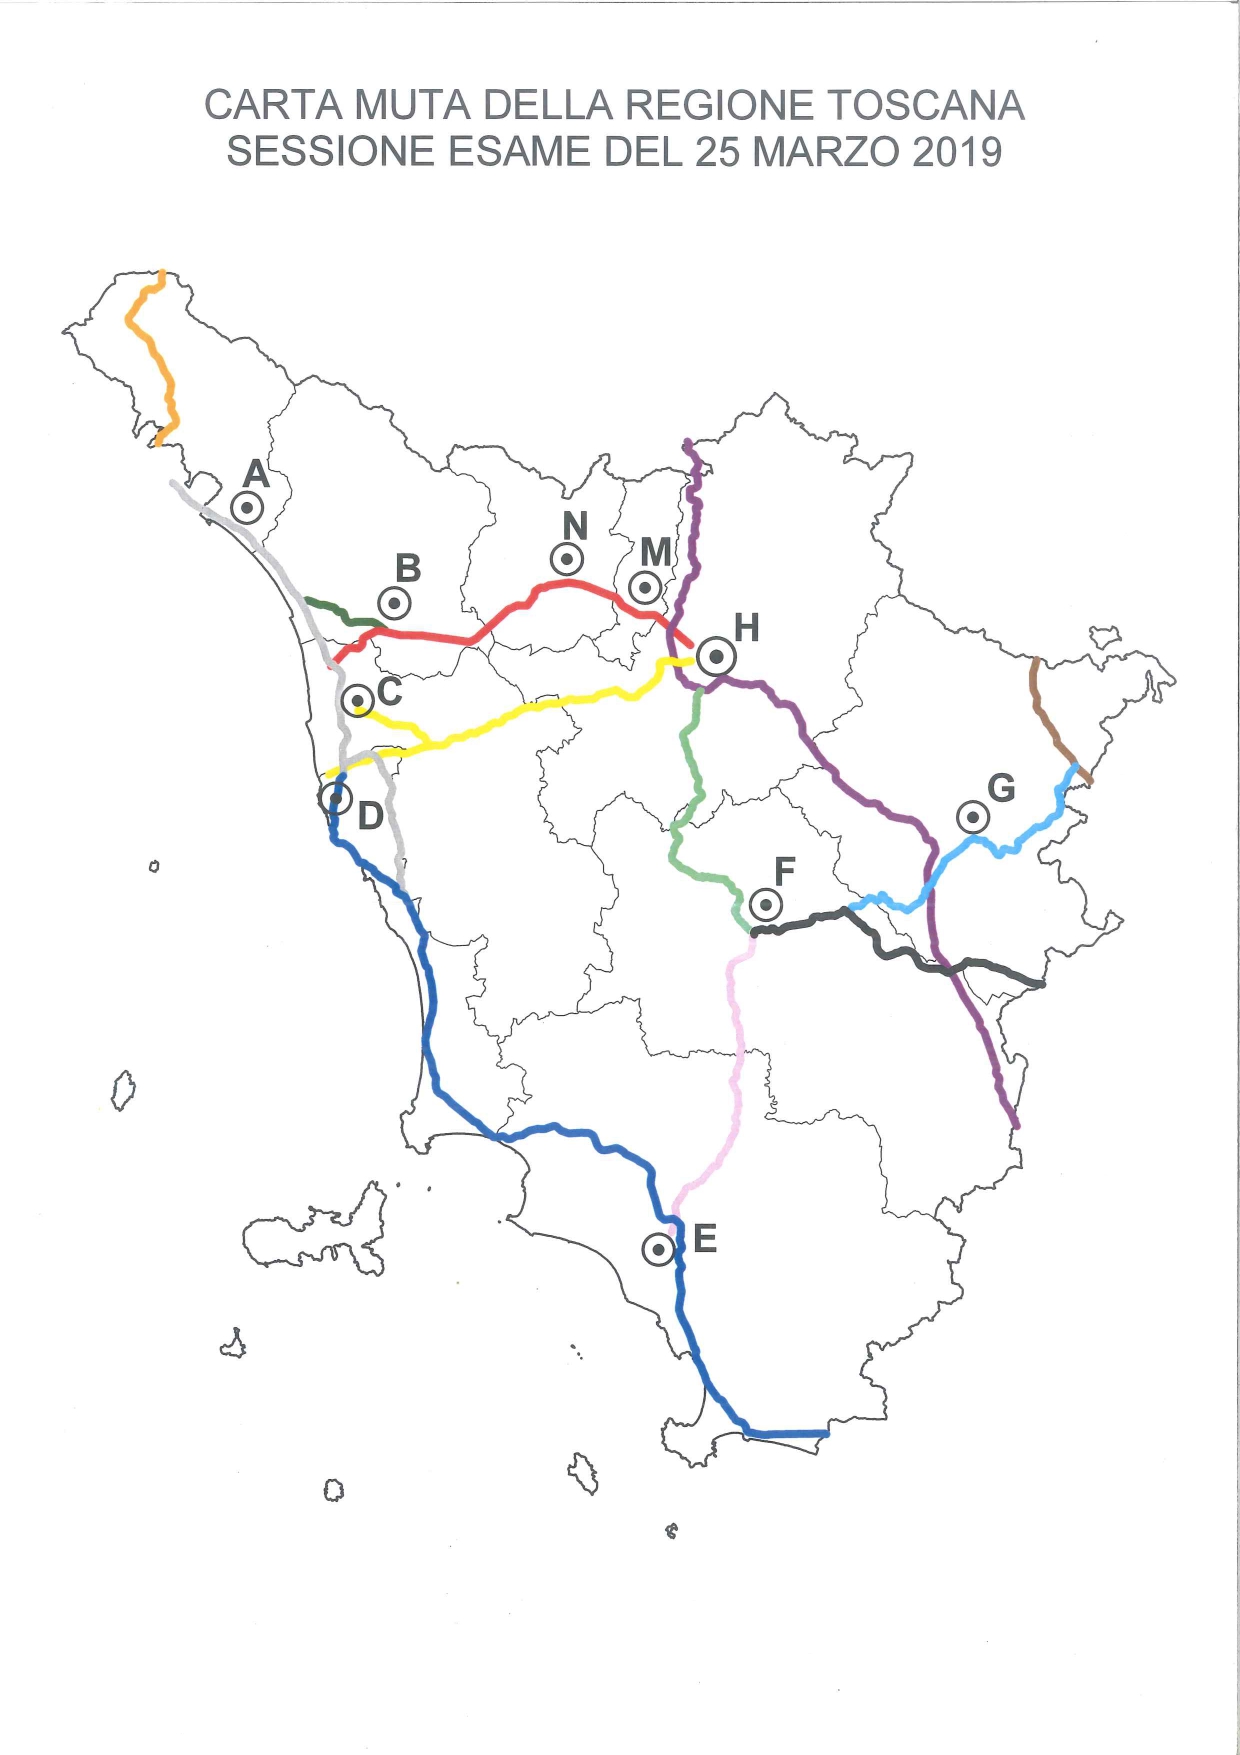 CARTA MUTA DELLA REGIONE TOSCANA
SESSIONE ESAME DEL 25 MARZO 2019
A
N
M
B
H
C
G
D
F
E